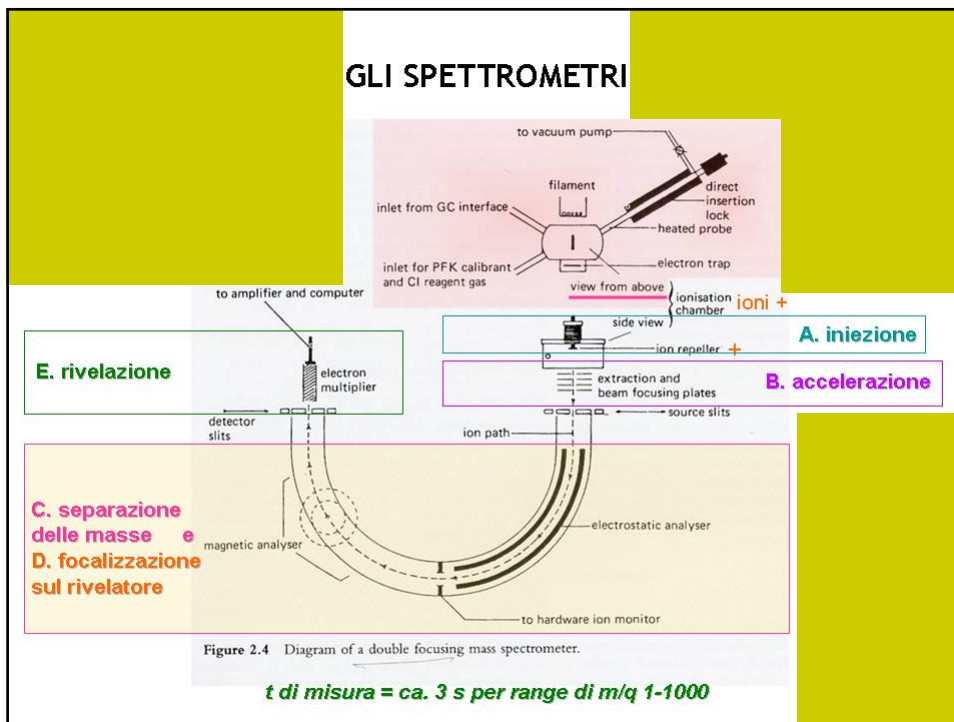 GLI SPETTROMETRI
to vacuum pump
filament
direct
insertion
lock
inlet from GC interface
heated probe
inlet for PFK calibrant
and CI reagent gas
electron trap
view from above
ionisation
chamber
ioni +
side view
to amplifier and computer
A. iniezione
ion repeller +
E. rivelazione
electron
multiplier
extraction and
beam focusing plates
B. accelerazione
detector
slits
source slits
ion path
C. separazione
delle masse e
D. focalizzazione
sul rivelatore
magnetic analyser
electrostatic analyser
to hardware ion monitor
Figure 2.4 Diagram of a double focusing mass spectrometer.
t di misura = ca. 3 s per range di m/q 1-1000